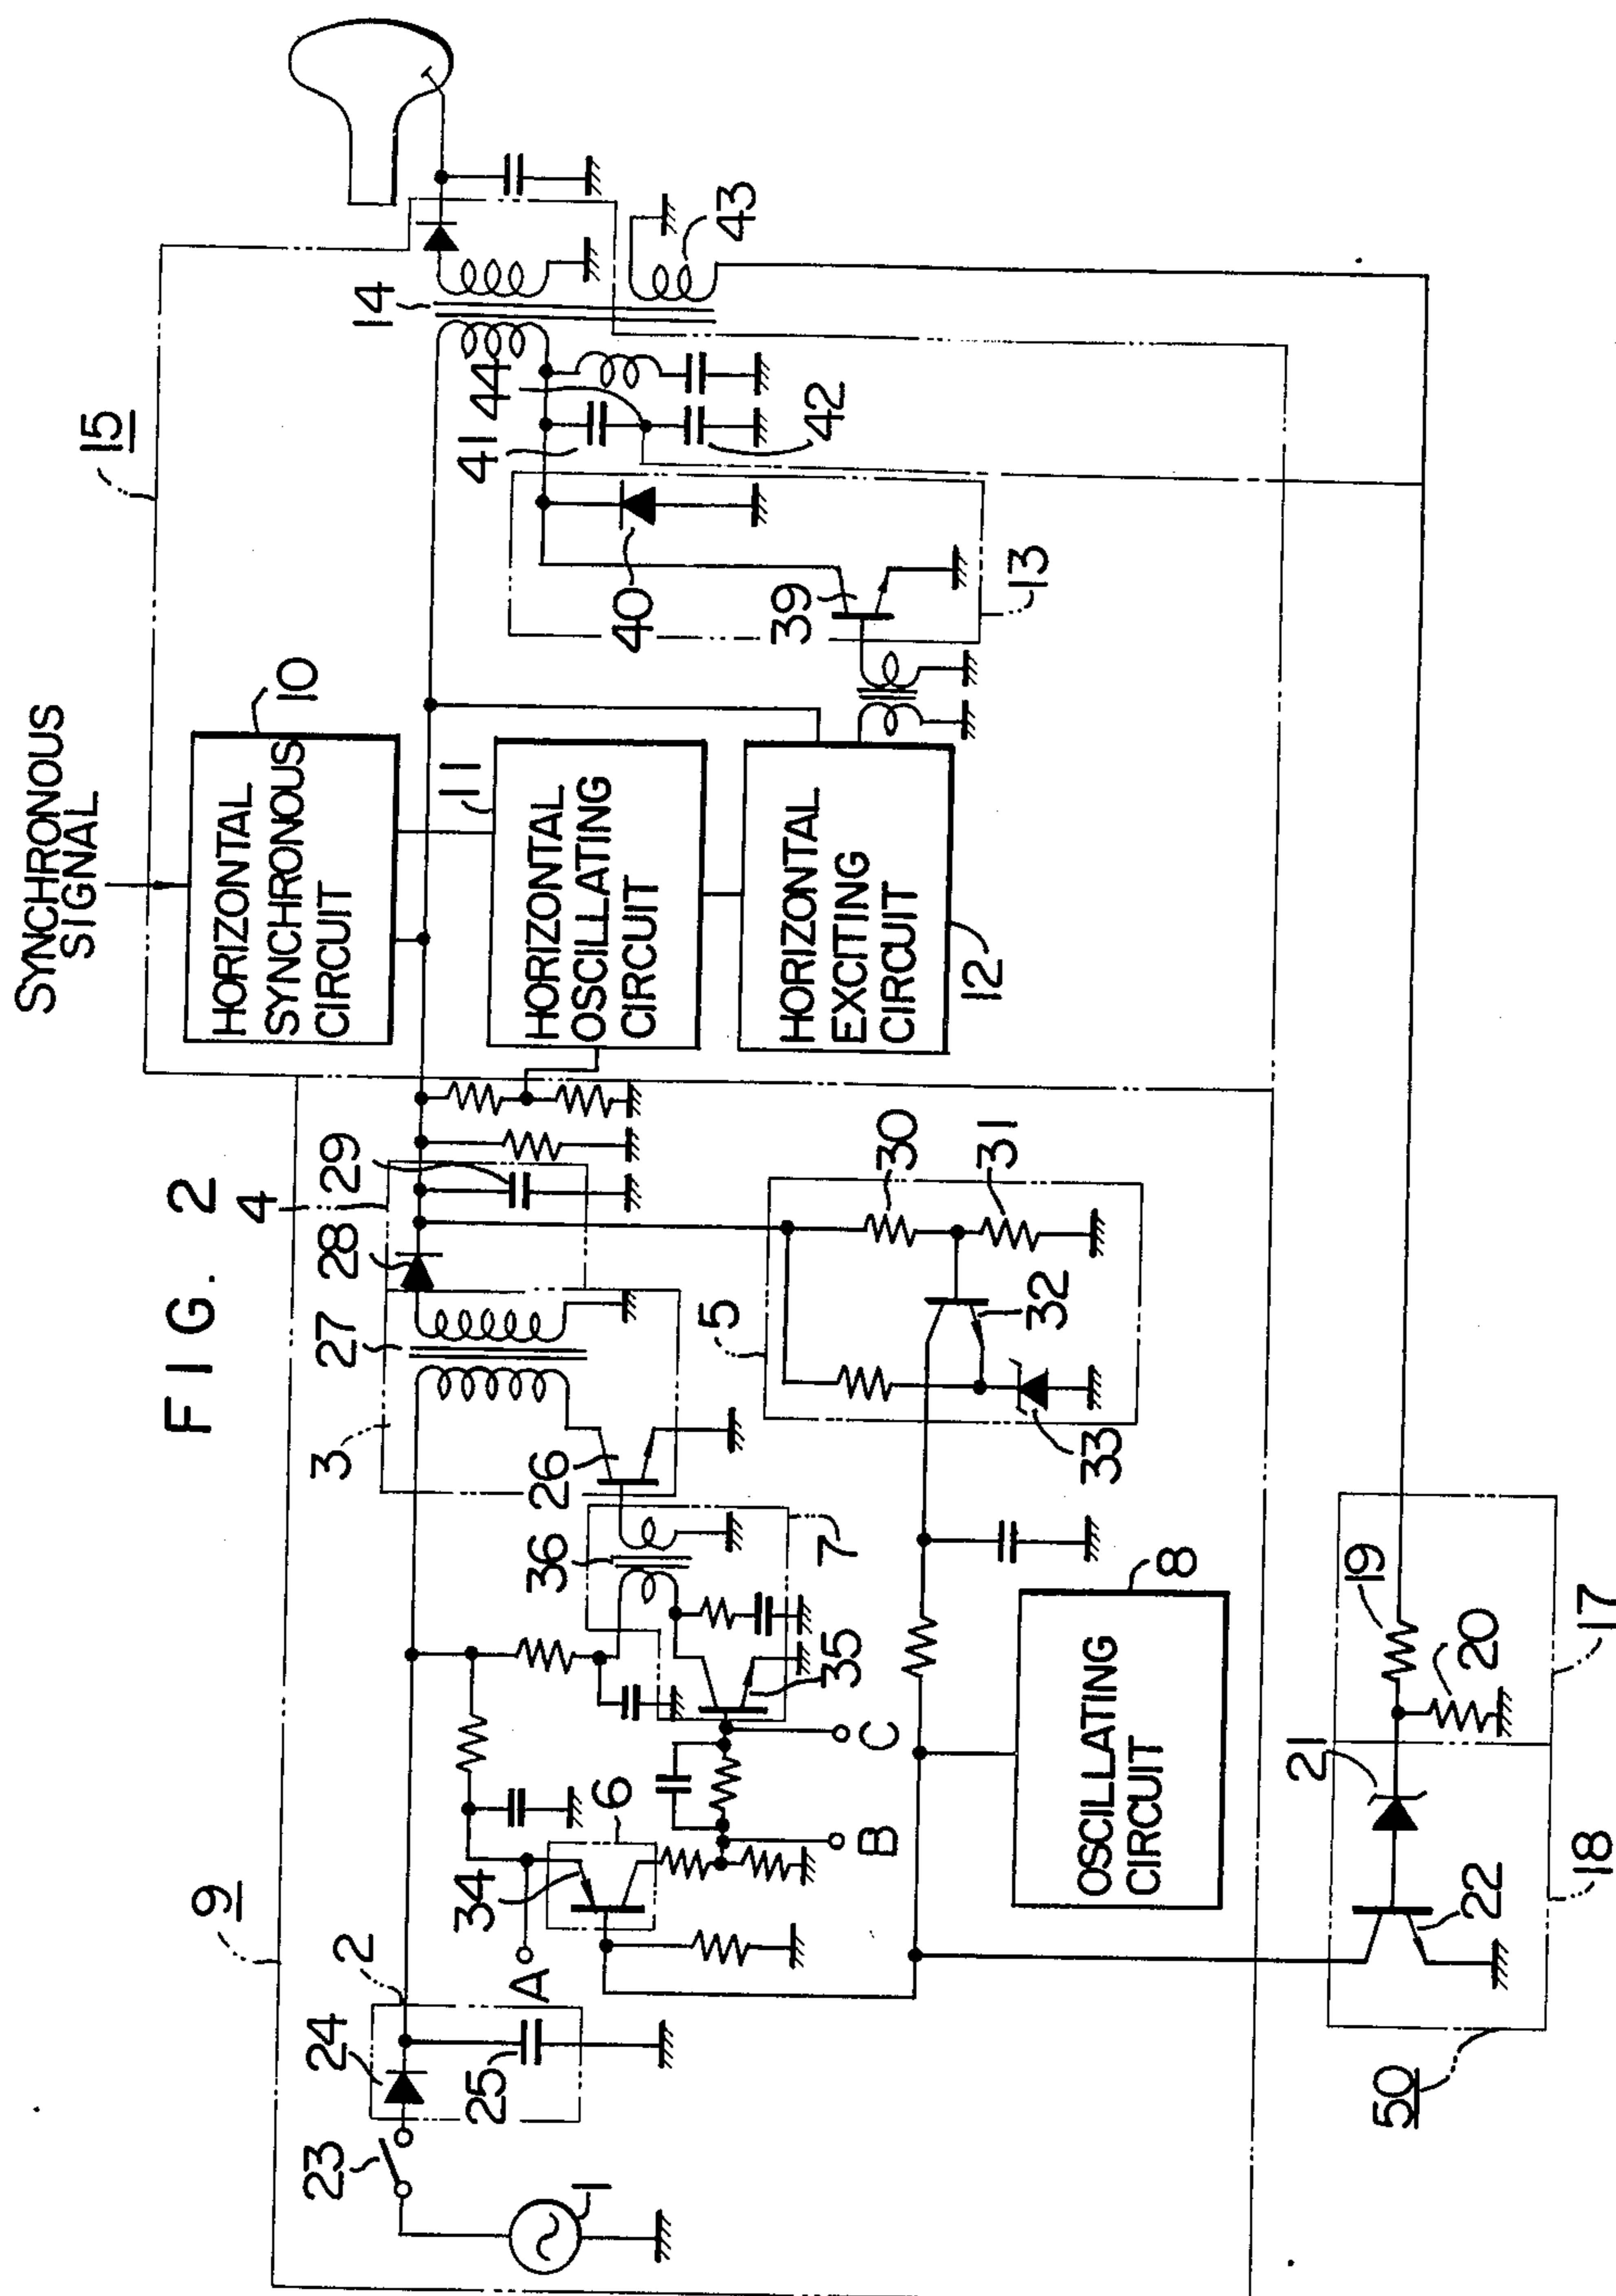 FIG. 2
SYNCHRONOUS
SIGNAL
15
10
HORIZONTAL
SYNCHRONOUS
CIRCUIT
11
HORIZONTAL
OSCILLATING
CIRCUIT
HORIZONTAL
EXCITING
CIRCUIT
12
14
43
44
41
42
40
39
13
9
23
1
24
2
25
A
34
6
B
C
35
36
7
26
3
27
28
4
29
5
30
31
32
33
8
OSCILLATING
CIRCUIT
19
20
17
21
22
18
50